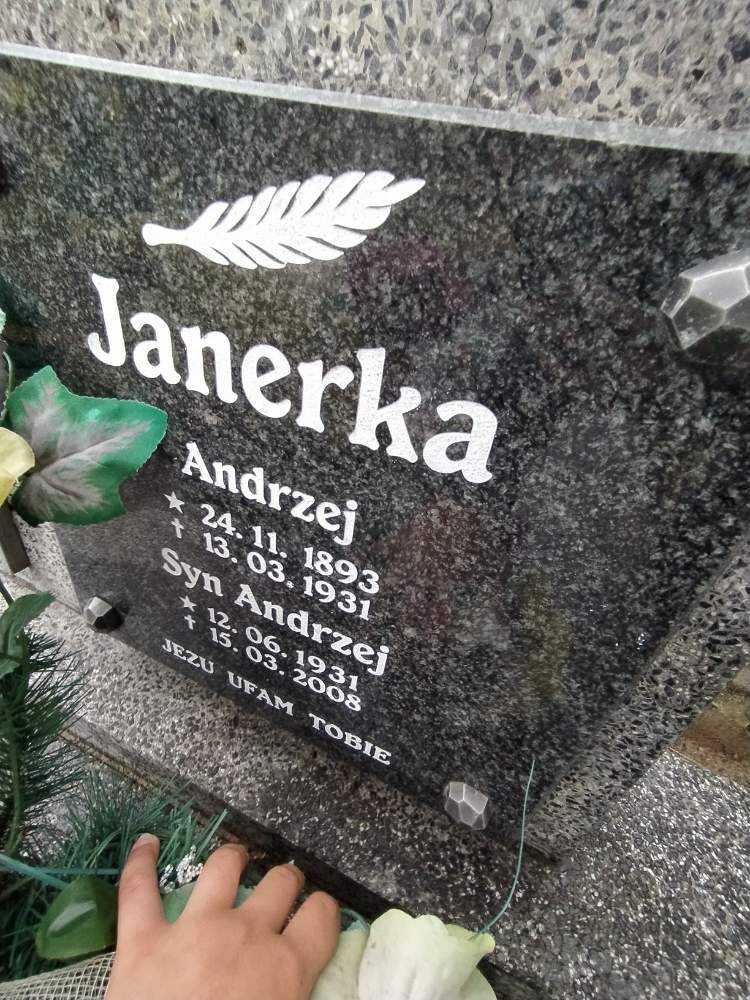 Janerka
Andrzej
★ 24. 11. 1893
† 13. 03. 1931
Syn Andrzej
★ 12. 06. 1931
† 15. 03. 2008
JEZU UFAM TOBIE